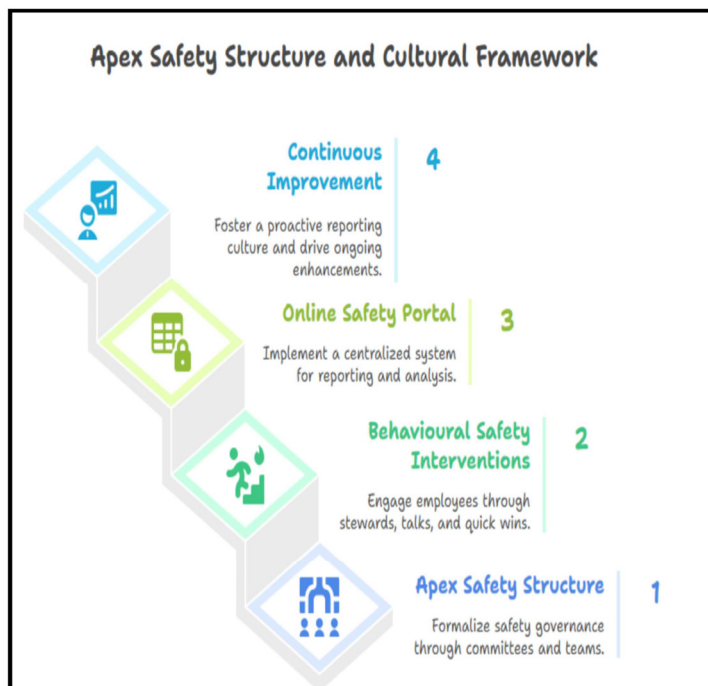 Apex Safety Structure and Cultural Framework
Continuous
Improvement
4
Foster a proactive reporting
culture and drive ongoing
enhancements.
Online Safety Portal
3
Implement a centralized system
for reporting and analysis.
Behavioural Safety
Interventions
2
Engage employees through
stewards, talks, and quick wins.
Apex Safety Structure
1
Formalize safety governance
through committees and teams.